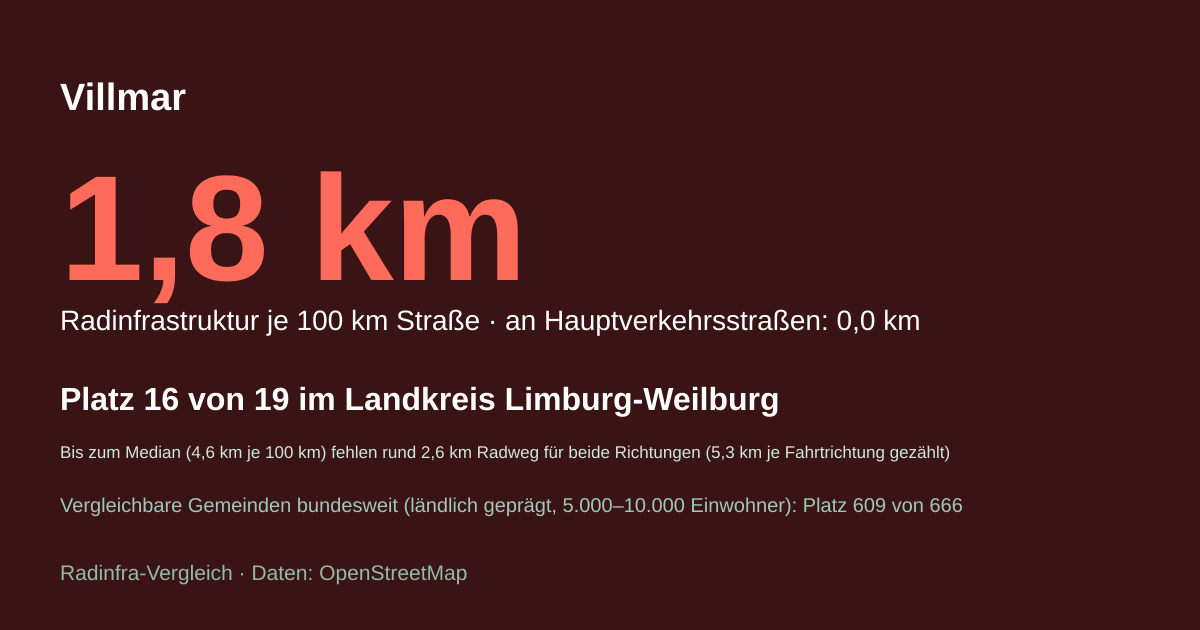 Villmar
1,8 km
Radinfrastruktur je 100 km Straße · an Hauptverkehrsstraßen: 0,0 km
Platz 16 von 19 im Landkreis Limburg-Weilburg
Bis zum Median (4,6 km je 100 km) fehlen rund 2,6 km Radweg für beide Richtungen (5,3 km je Fahrtrichtung gezählt)
Vergleichbare Gemeinden bundesweit (ländlich geprägt, 5.000–10.000 Einwohner): Platz 609 von 666
Radinfra-Vergleich · Daten: OpenStreetMap